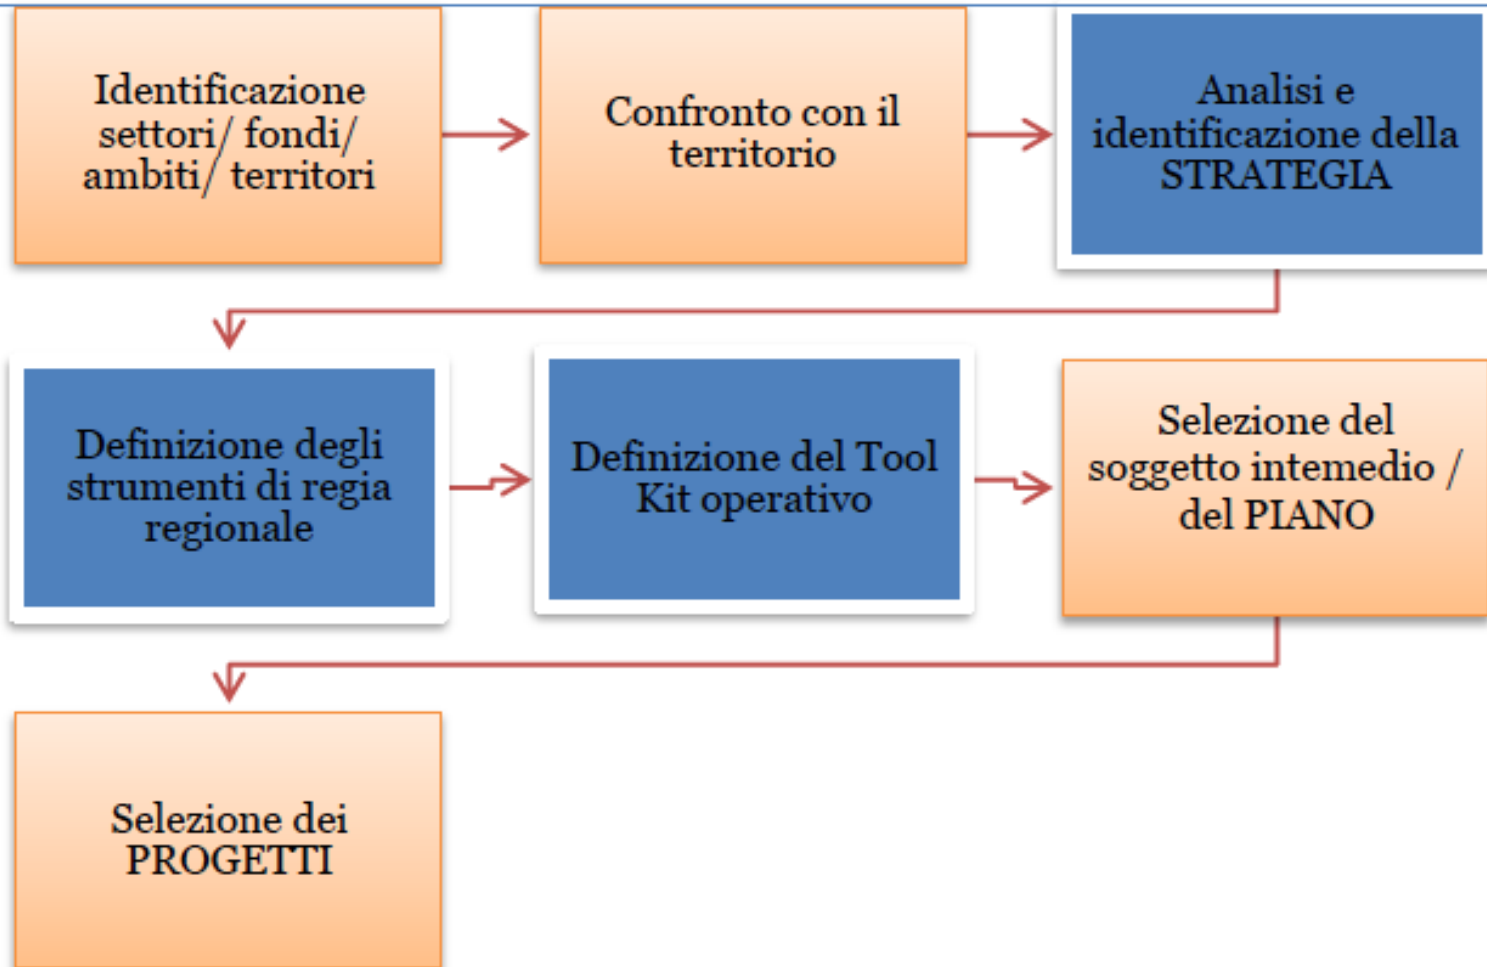 Identificazione
settori/ fondi/
ambiti/ territori
Confronto con il
territorio
Analisi e
identificazione della
STRATEGIA
Definizione degli
strumenti di regia
regionale
Definizione del Tool
Kit operativo
Selezione del
soggetto intemedio /
del PIANO
Selezione dei
PROGETTI